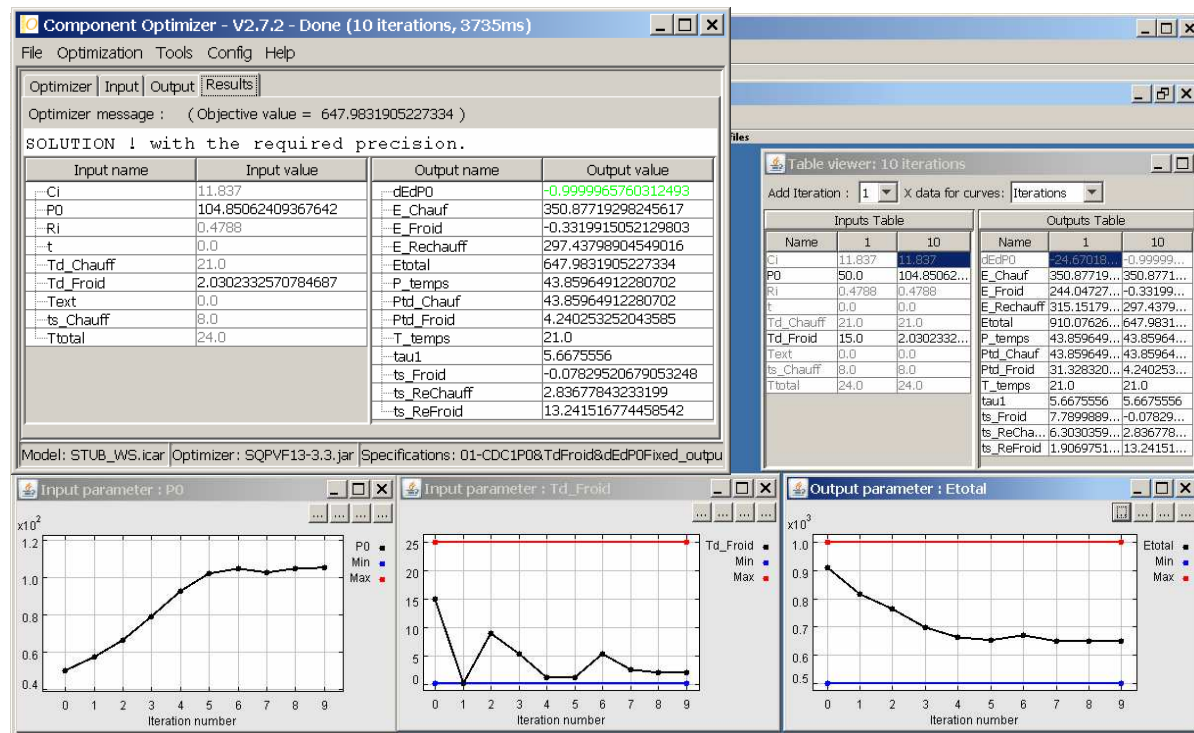 Component Optimizer - V2.7.2 - Done (10 iterations, 3735ms)
File Optimization Tools Config Help
Optimizer Input Output Results
Optimizer message : ( Objective value = 647.9831905227334 )
SOLUTION ! with the required precision.
Input name Input value Output name Output value
Ci 11.837 dEdP0 -0.9999965760312493
P0 104.85062409367642 E_Chauf 350.87719298245617
Ri 0.4788 E_Froid -0.3319915052129803
t 0.0 E_Rechauff 297.43798904549016
Td_Chauff 21.0 Etotal 647.9831905227334
Td_Froid 2.0302332570784687 P_temps 43.85964912280702
Text 0.0 Ptd_Chauf 43.85964912280702
ts_Chauff 8.0 Ptd_Froid 4.240253252043585
Ttotal 24.0 T_temps 21.0
tau1 5.6675556
ts_Froid -0.07829520679053248
ts_ReChauff 2.83677843233199
ts_ReFroid 13.241516774458542
Model: STUB_WS.icar Optimizer: SQPVF13-3.3.jar Specifications: 01-CDC1P0&TdFroid&dEdP0Fixed_outpu
files
Table viewer: 10 iterations
Add Iteration : 1 X data for curves: Iterations
Inputs Table Outputs Table
Name 1 10 Name 1 10
Ci 11.837 11.837 dEdP0 -24.67018... -0.99999...
P0 50.0 104.85062... E_Chauf 350.87719... 350.8771...
Ri 0.4788 0.4788 E_Froid 244.04727... -0.33199...
t 0.0 0.0 E_Rechauff 315.15179... 297.4379...
Td_Chauff 21.0 21.0 Etotal 910.07626... 647.9831...
Td_Froid 15.0 2.0302332... P_temps 43.859649... 43.85964...
Text 0.0 0.0 Ptd_Chauf 43.859649... 43.85964...
ts_Chauff 8.0 8.0 Ptd_Froid 31.328320... 4.240253...
Ttotal 24.0 24.0 T_temps 21.0 21.0
tau1 5.6675556 5.6675556
ts_Froid 7.7899889... -0.07829...
ts_ReCha... 6.3030359... 2.836778...
ts_ReFroid 1.9069751... 13.24151...
Input parameter : P0
x10²
1.2
1.0
0.8
0.6
0.4
0 1 2 3 4 5 6 7 8 9
Iteration number
P0
Min
Max
Input parameter : Td_Froid
25
20
15
10
5
0
0 1 2 3 4 5 6 7 8 9
Iteration number
Td_Froid
Min
Max
Output parameter : Etotal
x10³
1.0
0.9
0.8
0.7
0.6
0.5
0 1 2 3 4 5 6 7 8 9
Iteration number
Etotal
Min
Max